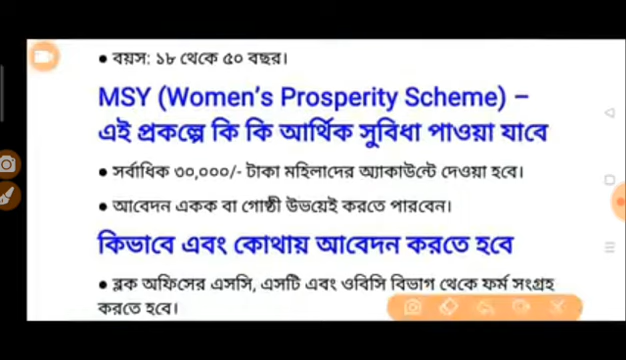 • বয়স: ১৮ থেকে ৫০ বছর।
MSY (Women's Prosperity Scheme) –
এই প্রকল্পে কি কি আর্থিক সুবিধা পাওয়া যাবে
• সর্বাধিক ৩০,০০০/- টাকা মহিলাদের অ্যাকাউন্টে দেওয়া হবে।
• আবেদন একক বা গোষ্ঠী উভয়েই করতে পারবেন।
কিভাবে এবং কোথায় আবেদন করতে হবে
• ব্লক অফিসের এসসি, এসটি এবং ওবিসি বিভাগ থেকে ফর্ম সংগ্রহ
করতে হবে।